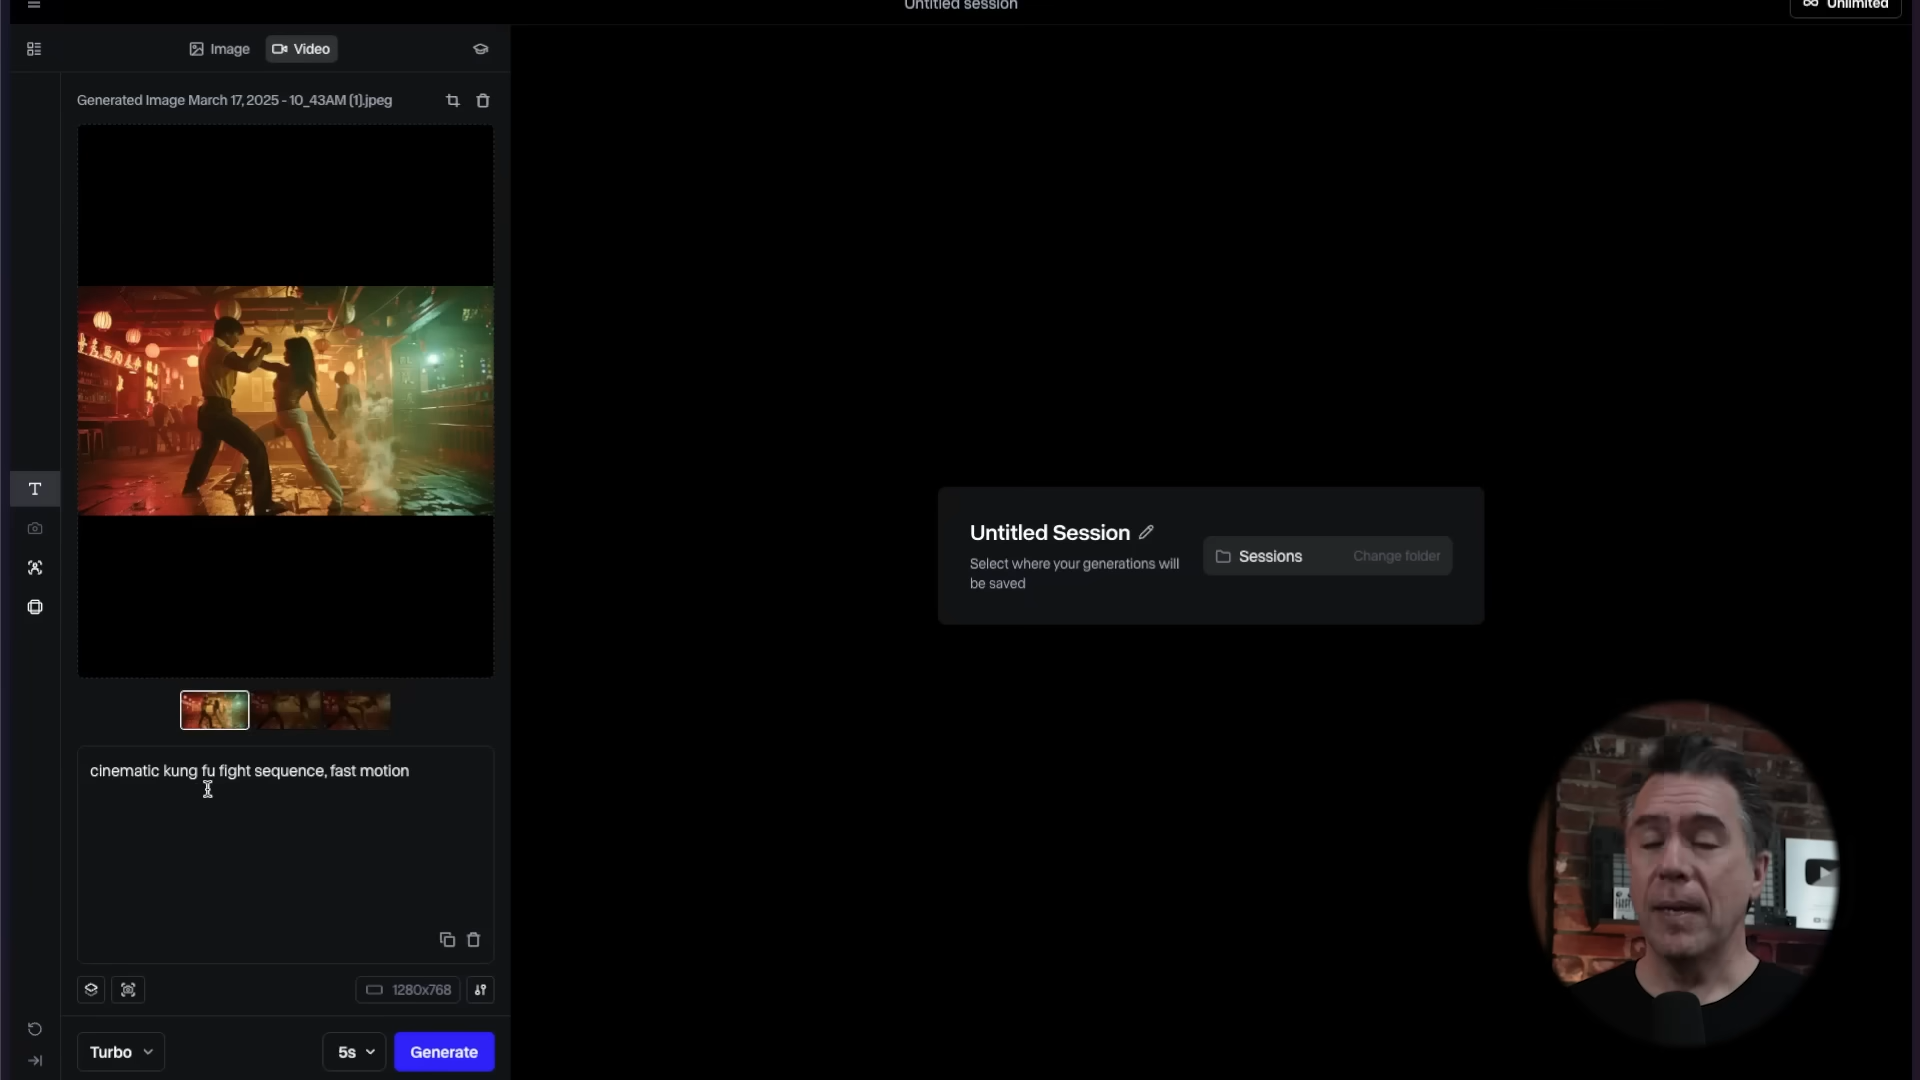 Untitled session
Unlimited
Image
Video
Generated Image March 17, 2025 - 10_43AM (1).jpeg
cinematic kung fu fight sequence, fast motion
1280x768
Turbo
5s
Generate
Untitled Session
Select where your generations will
be saved
Sessions
Change folder